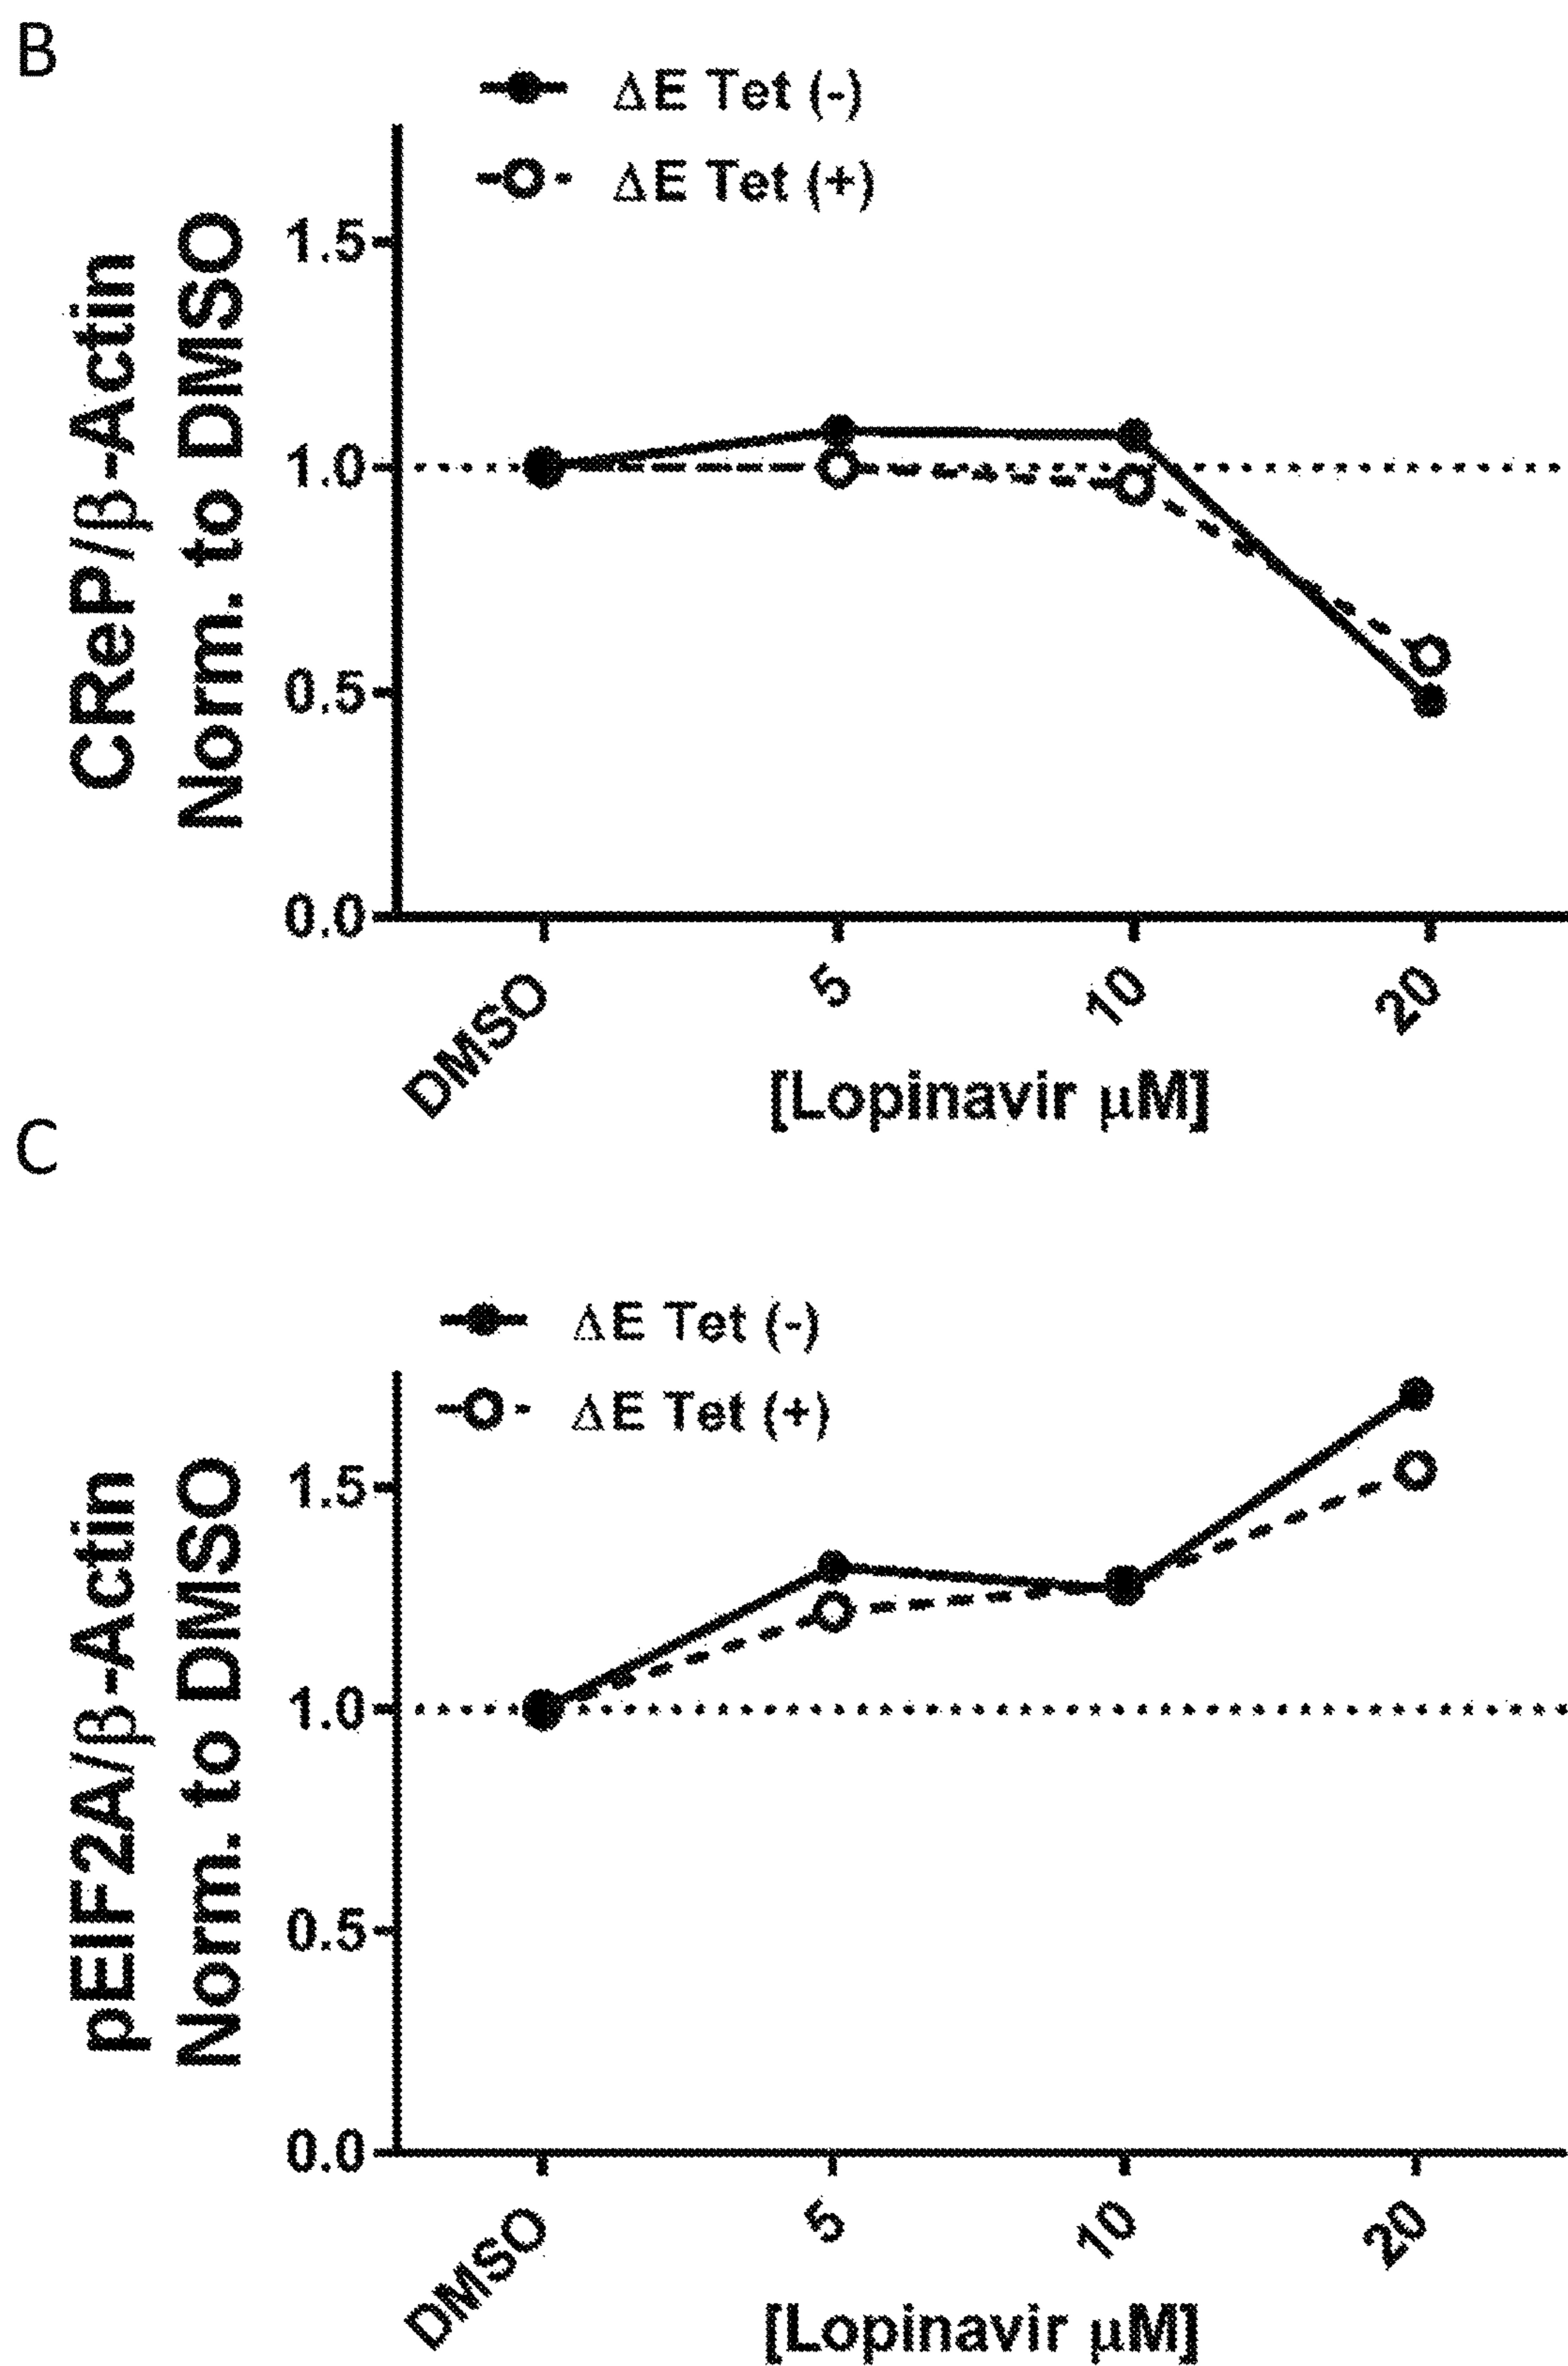 B
ΔE Tet (-)
ΔE Tet (+)
CReP/β-Actin
Norm. to DMSO
1.5
1.0
0.5
0.0
DMSO
5
10
20
[Lopinavir μM]
C
ΔE Tet (-)
ΔE Tet (+)
pEIF2A/β-Actin
Norm. to DMSO
1.5
1.0
0.5
0.0
DMSO
5
10
20
[Lopinavir μM]